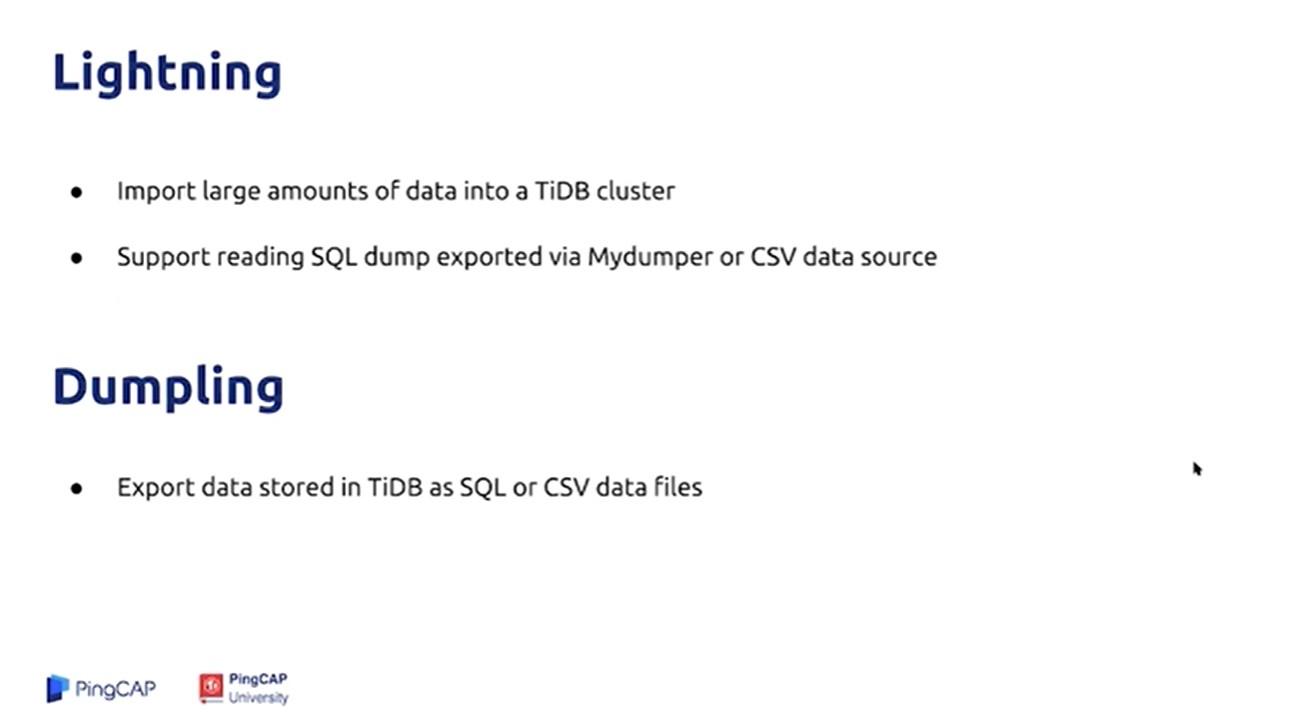 Lightning
● Import large amounts of data into a TiDB cluster
● Support reading SQL dump exported via Mydumper or CSV data source
Dumpling
● Export data stored in TiDB as SQL or CSV data files
PingCAP
PingCAP
University